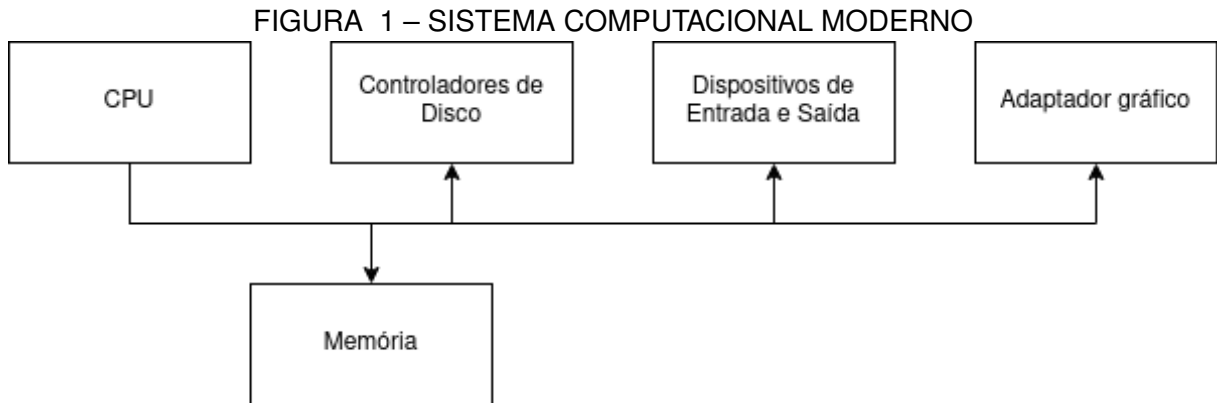 FIGURA 1 – SISTEMA COMPUTACIONAL MODERNO
CPU
Controladores de
Disco
Dispositivos de
Entrada e Saída
Adaptador gráfico
Memória